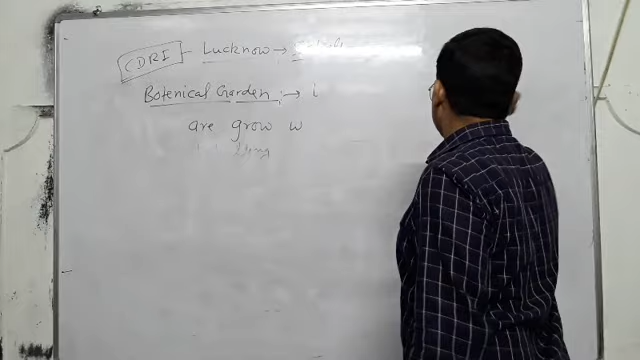 CDRI - Lucknow →
Botenical Garden :→ i
are grow w